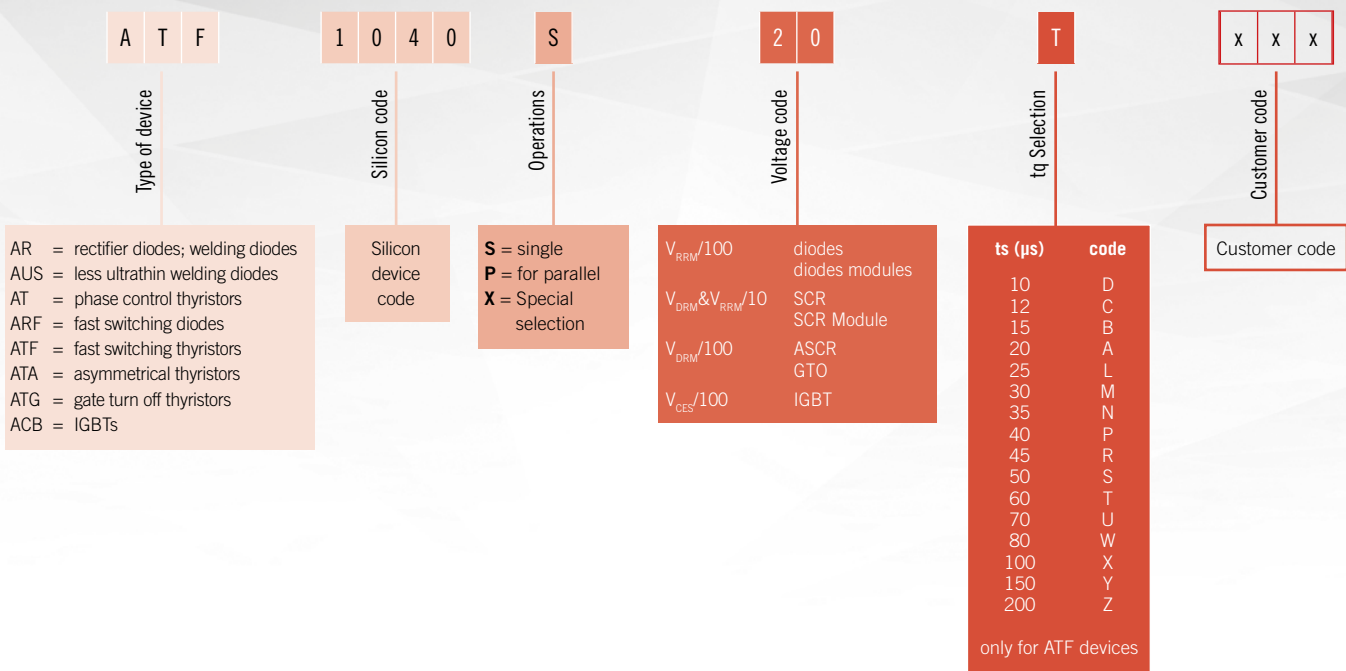 A T F 1 0 4 0 S 2 0 T x x x
Type of device
Silicon code
Operations
Voltage code
tq Selection
Customer code
AR = rectifier diodes; welding diodes
AUS = less ultrathin welding diodes
AT = phase control thyristors
ARF = fast switching diodes
ATF = fast switching thyristors
ATA = asymmetrical thyristors
ATG = gate turn off thyristors
ACB = IGBTs
Silicon
device
code
S = single
P = for parallel
X = Special
selection
VRRM/100 diodes
diodes modules
VDRM&VRRM/10 SCR
SCR Module
VDRM/100 ASCR
GTO
VCES/100 IGBT
ts (µs) code
10 D
12 C
15 B
20 A
25 L
30 M
35 N
40 P
45 R
50 S
60 T
70 U
80 W
100 X
150 Y
200 Z
only for ATF devices
Customer code